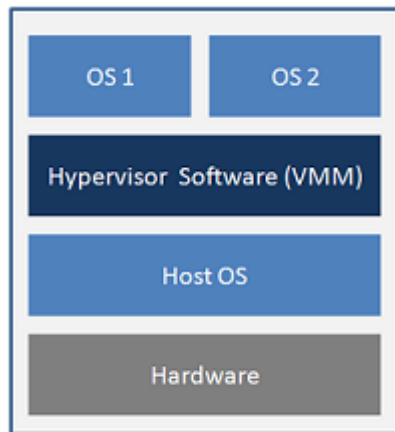 OS 1
OS 2
Hypervisor Software (VMM)
Host OS
Hardware